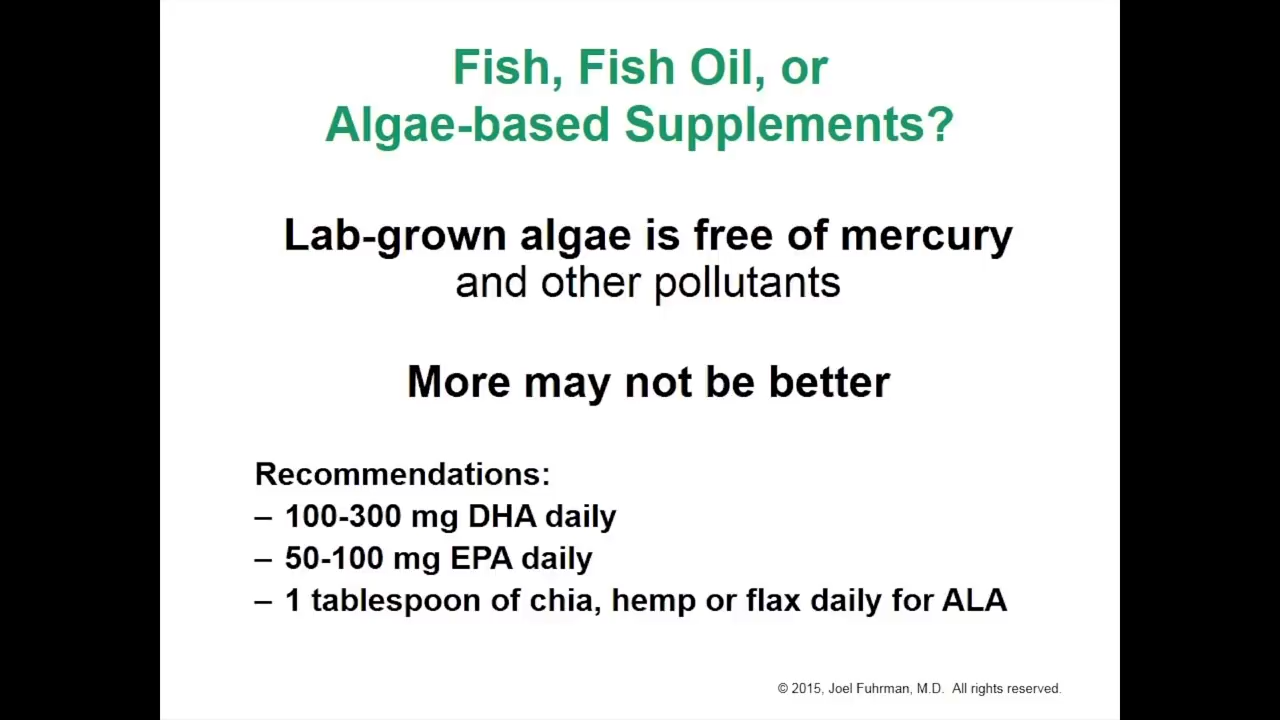 Fish, Fish Oil, or
Algae-based Supplements?
Lab-grown algae is free of mercury
and other pollutants
More may not be better
Recommendations:
– 100-300 mg DHA daily
– 50-100 mg EPA daily
– 1 tablespoon of chia, hemp or flax daily for ALA
© 2015, Joel Fuhrman, M.D. All rights reserved.